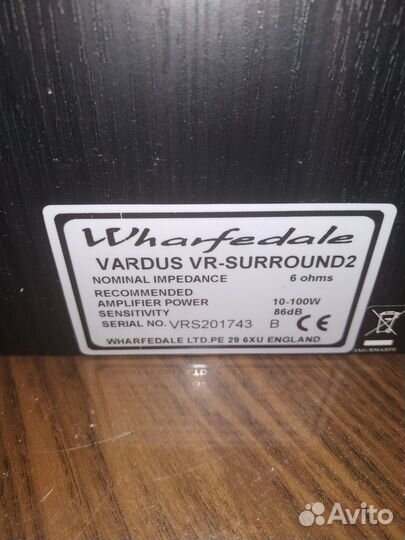 Wharfedale
VARDUS VR-SURROUND2
NOMINAL IMPEDANCE 6 ohms
RECOMMENDED
AMPLIFIER POWER 10-100W
SENSITIVITY 86dB
SERIAL NO. VRS201743 B CE
WHARFEDALE LTD.PE 29 6XU ENGLAND
Avito